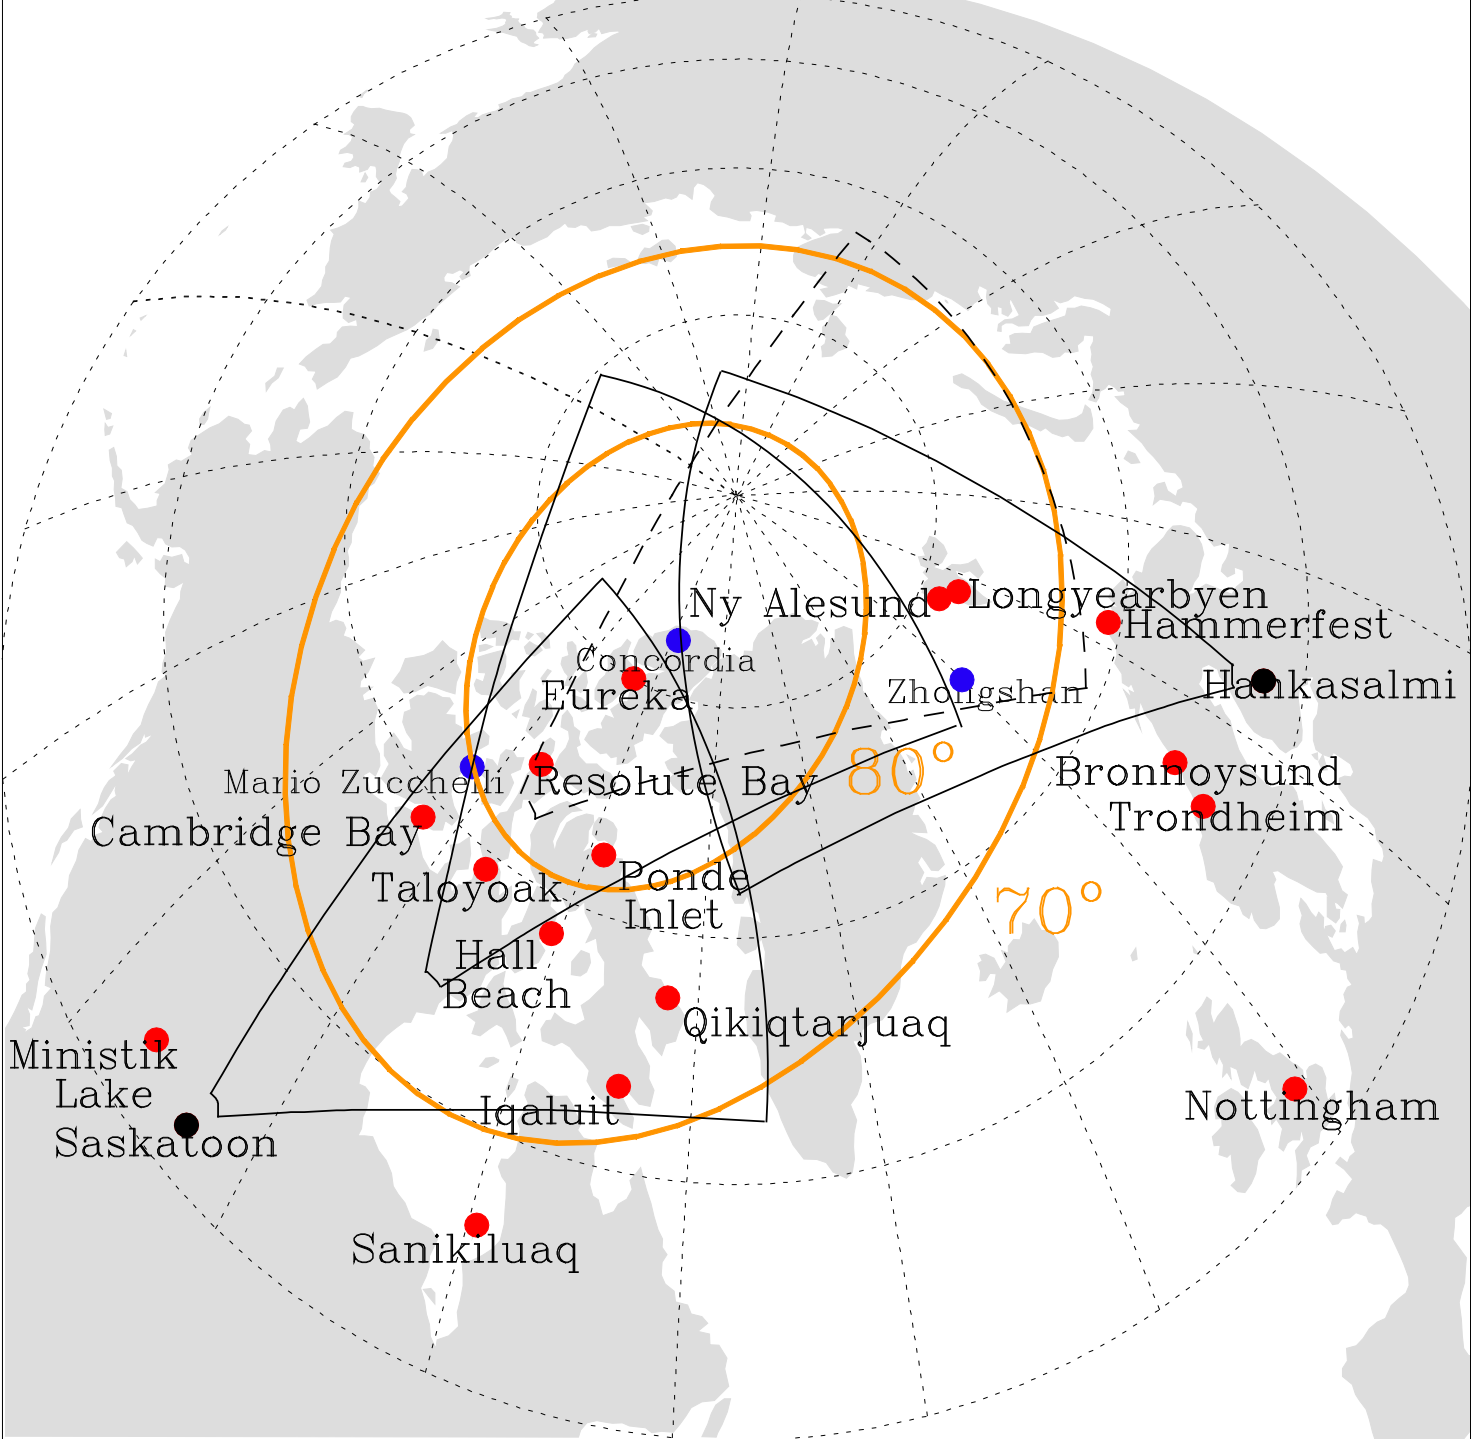 Ny Alesund
Longyearbyen
Hammerfest
Concordia
Eureka
Zhongshan
Hankasalmi
80°
Mario Zucchelli
Resolute Bay
Bronnoysund
Cambridge Bay
Trondheim
Taloyoak
Ponde
Inlet
70°
Hall
Beach
Qikiqtarjuaq
Ministik
Lake
Iqaluit
Nottingham
Saskatoon
Sanikiluaq